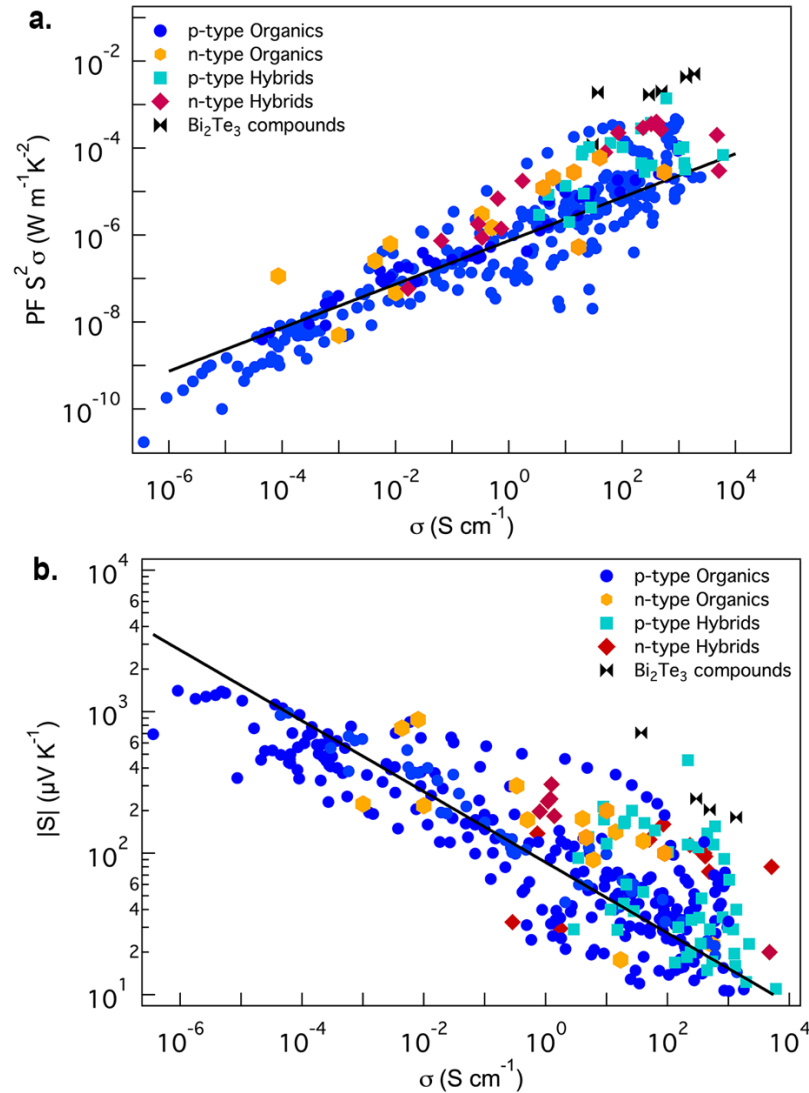 a.
p-type Organics
n-type Organics
p-type Hybrids
n-type Hybrids
Bi₂Te₃ compounds
PF S² σ (W m⁻¹K⁻²)
10⁻²
10⁻⁴
10⁻⁶
10⁻⁸
10⁻¹⁰
10⁻⁶ 10⁻⁴ 10⁻² 10⁰ 10² 10⁴
σ (S cm⁻¹)
b.
p-type Organics
n-type Organics
p-type Hybrids
n-type Hybrids
Bi₂Te₃ compounds
|S| (µV K⁻¹)
10⁴
4
2
10³
6
4
2
10²
8
6
4
2
10¹
10⁻⁶ 10⁻⁴ 10⁻² 10⁰ 10² 10⁴
σ (S cm⁻¹)